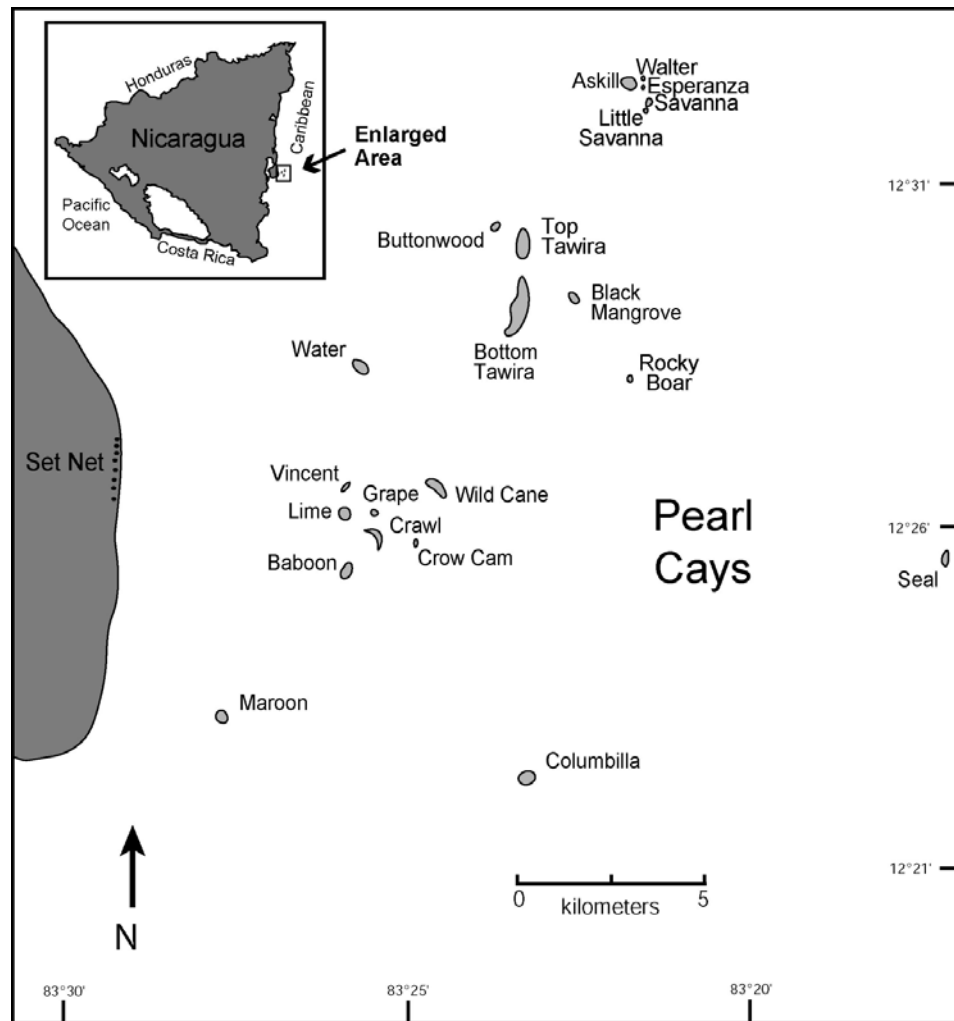 Honduras
Nicaragua
Caribbean
Enlarged
Area
Pacific
Ocean
Costa Rica
Walter
Askill
Esperanza
Savanna
Little
Savanna
12°31'
Buttonwood
Top
Tawira
Black
Mangrove
Water
Bottom
Tawira
Rocky
Boar
Set Net
Vincent
Grape
Wild Cane
Lime
Crawl
Baboon
Crow Cam
Pearl
Cays
12°26'
Seal
Maroon
Columbilla
12°21'
0
5
kilometers
N
83°30'
83°25'
83°20'